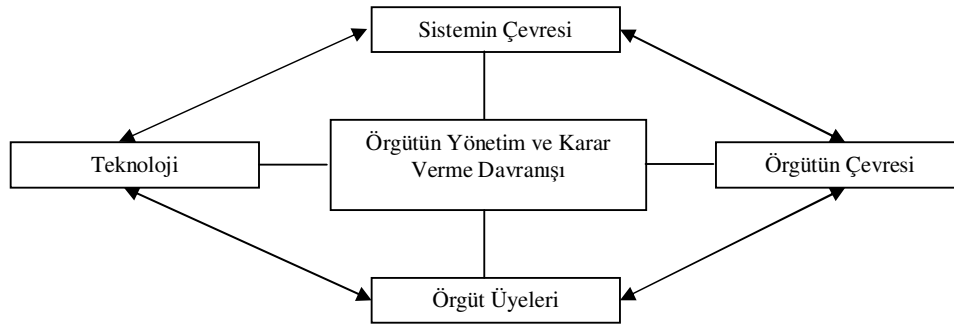 Sistemin Çevresi
Örgütün Yönetim ve Karar
Verme Davranışı
Teknoloji
Örgütün Çevresi
Örgüt Üyeleri